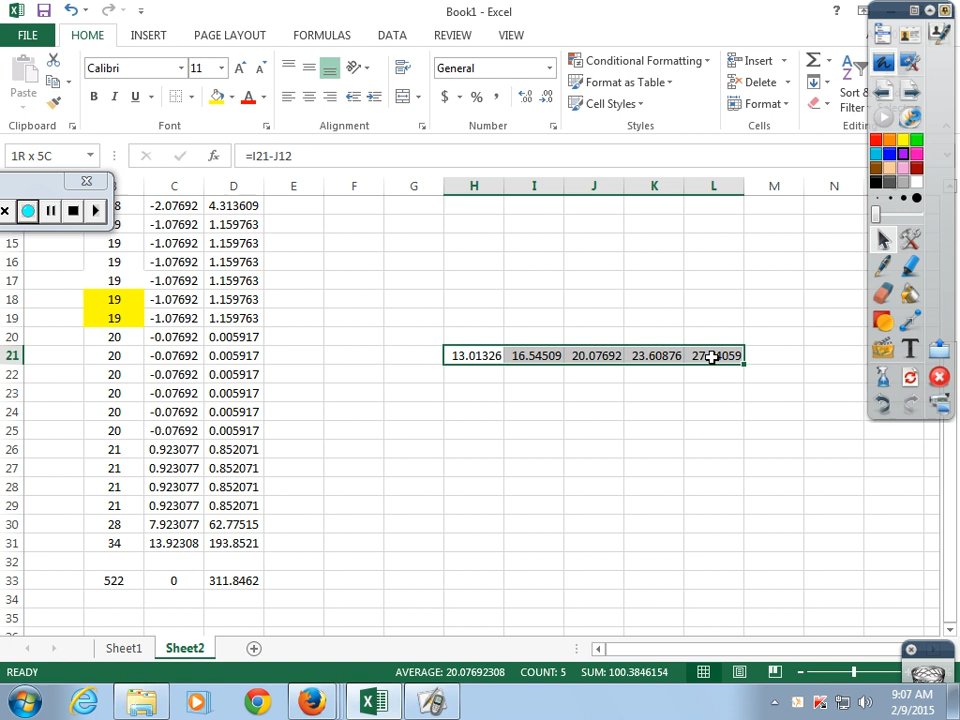 Book1 - Excel
?
FILE HOME INSERT PAGE LAYOUT FORMULAS DATA REVIEW VIEW
Calibri 11 General Conditional Formatting Insert
Paste Format as Table Delete Sort &
B I U $ % Cell Styles Format Filter
Clipboard Font Alignment Number Styles Cells
1R x 5C =I21-J12
C D E F G H I J K L M N
8 -2.07692 4.313609
9 -1.07692 1.159763
15 19 -1.07692 1.159763
16 19 -1.07692 1.159763
17 19 -1.07692 1.159763
18 19 -1.07692 1.159763
19 19 -1.07692 1.159763
20 20 -0.07692 0.005917
21 20 -0.07692 0.005917 13.01326 16.54509 20.07692 23.60876
22 20 -0.07692 0.005917
23 20 -0.07692 0.005917
24 20 -0.07692 0.005917
25 20 -0.07692 0.005917
26 21 0.923077 0.852071
27 21 0.923077 0.852071
28 21 0.923077 0.852071
29 21 0.923077 0.852071
30 28 7.923077 62.77515
31 34 13.92308 193.8521
32
33 522 0 311.8462
34
35
Sheet1 Sheet2
READY AVERAGE: 20.07692308 COUNT: 5 SUM: 100.3846154
9:07 AM
2/9/2015